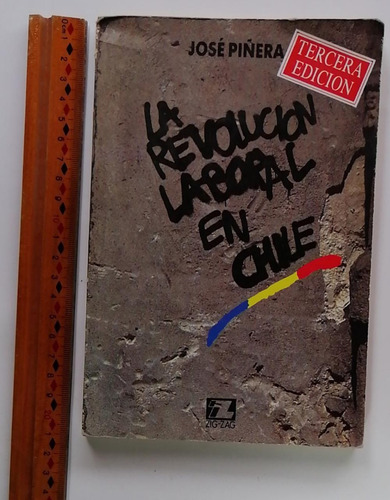 JOSÉ PIÑERA
TERCERA
EDICION
LA
REVOLUCION
LABORAL
EN
CHILE
ZIG-ZAG